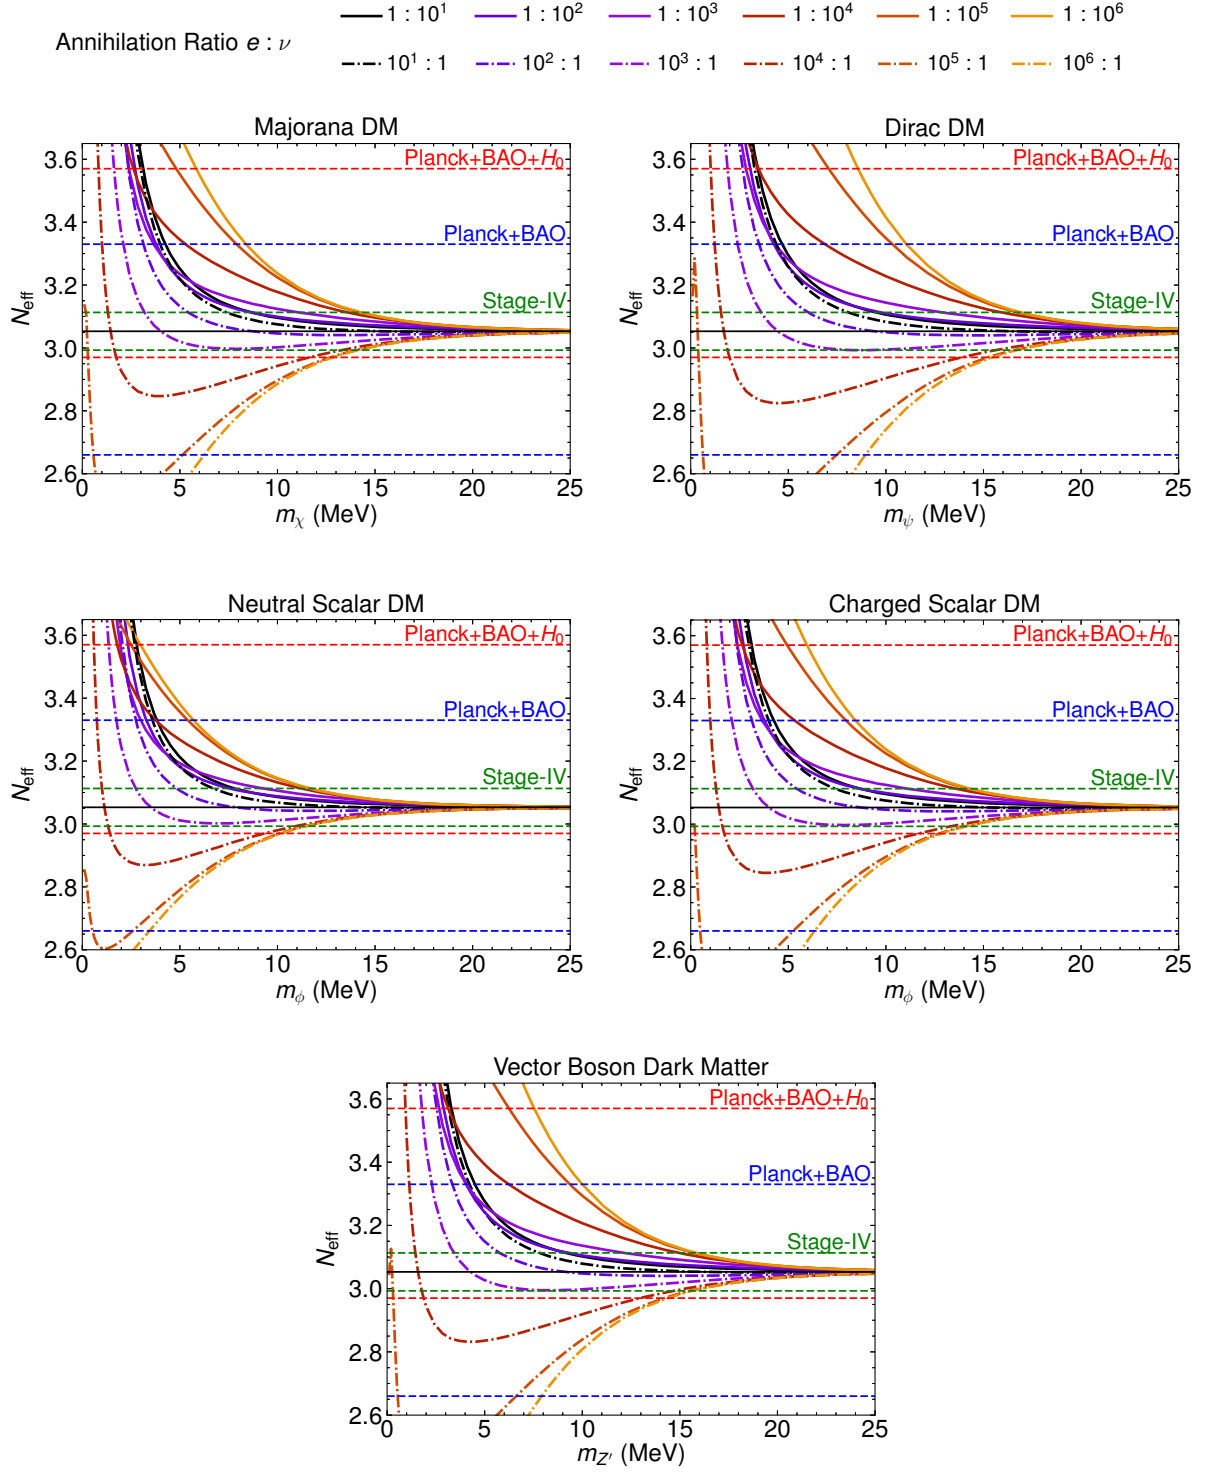 Annihilation Ratio e : ν
1 : 10¹ 1 : 10² 1 : 10³ 1 : 10⁴ 1 : 10⁵ 1 : 10⁶
10¹ : 1 10² : 1 10³ : 1 10⁴ : 1 10⁵ : 1 10⁶ : 1
Majorana DM
N_eff
3.6
3.4
3.2
3.0
2.8
2.6
Planck+BAO+H₀
Planck+BAO
Stage-IV
0 5 10 15 20 25
m_χ (MeV)
Dirac DM
N_eff
3.6
3.4
3.2
3.0
2.8
2.6
Planck+BAO+H₀
Planck+BAO
Stage-IV
0 5 10 15 20 25
m_ψ (MeV)
Neutral Scalar DM
N_eff
3.6
3.4
3.2
3.0
2.8
2.6
Planck+BAO+H₀
Planck+BAO
Stage-IV
0 5 10 15 20 25
m_ϕ (MeV)
Charged Scalar DM
N_eff
3.6
3.4
3.2
3.0
2.8
2.6
Planck+BAO+H₀
Planck+BAO
Stage-IV
0 5 10 15 20 25
m_ϕ (MeV)
Vector Boson Dark Matter
N_eff
3.6
3.4
3.2
3.0
2.8
2.6
Planck+BAO+H₀
Planck+BAO
Stage-IV
0 5 10 15 20 25
m_Z′ (MeV)